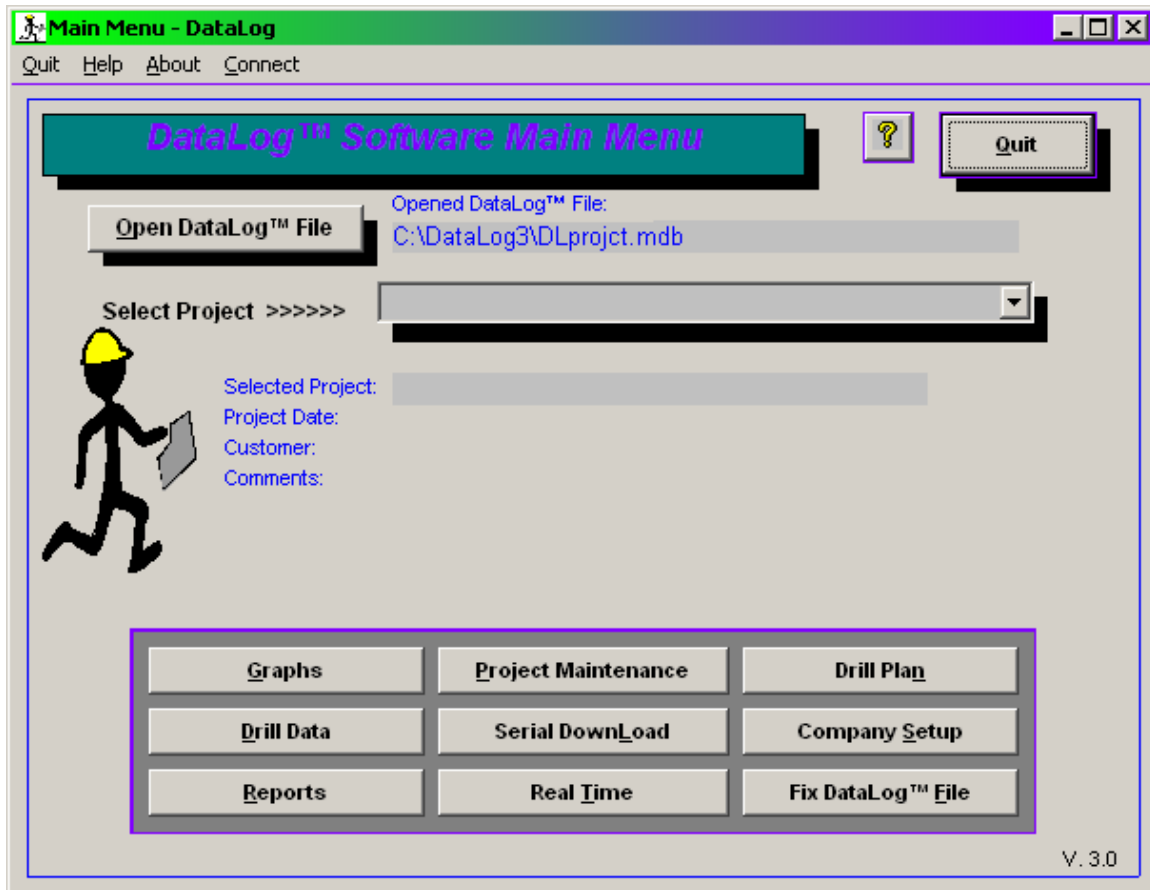 Main Menu - DataLog
Quit Help About Connect
DataLog™ Software Main Menu
?
Quit
Open DataLog™ File
Opened DataLog™ File:
C:\DataLog3\DLprojct.mdb
Select Project >>>>>>
Selected Project:
Project Date:
Customer:
Comments:
Graphs Project Maintenance Drill Plan
Drill Data Serial DownLoad Company Setup
Reports Real Time Fix DataLog™ File
V. 3.0